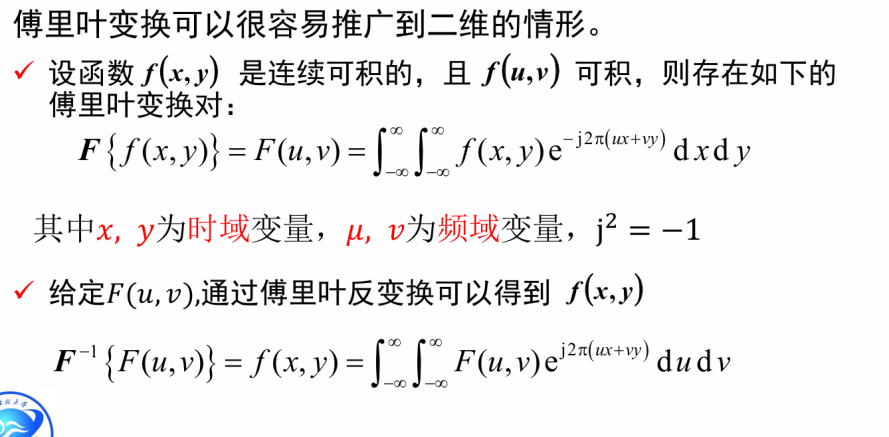 傅里叶变换可以很容易推广到二维的情形。
✓ 设函数 f(x,y) 是连续可积的，且 f(u,v) 可积，则存在如下的
傅里叶变换对：
F{f(x,y)} = F(u,v) = ∫_{-∞}^{∞} ∫_{-∞}^{∞} f(x,y)e^{-j2π(ux+vy)} dxdy
其中x, y为时域变量，μ, v为频域变量，j² = −1
✓ 给定F(u,v),通过傅里叶反变换可以得到 f(x,y)
F^{-1}{F(u,v)} = f(x,y) = ∫_{-∞}^{∞} ∫_{-∞}^{∞} F(u,v)e^{j2π(ux+vy)} dudv